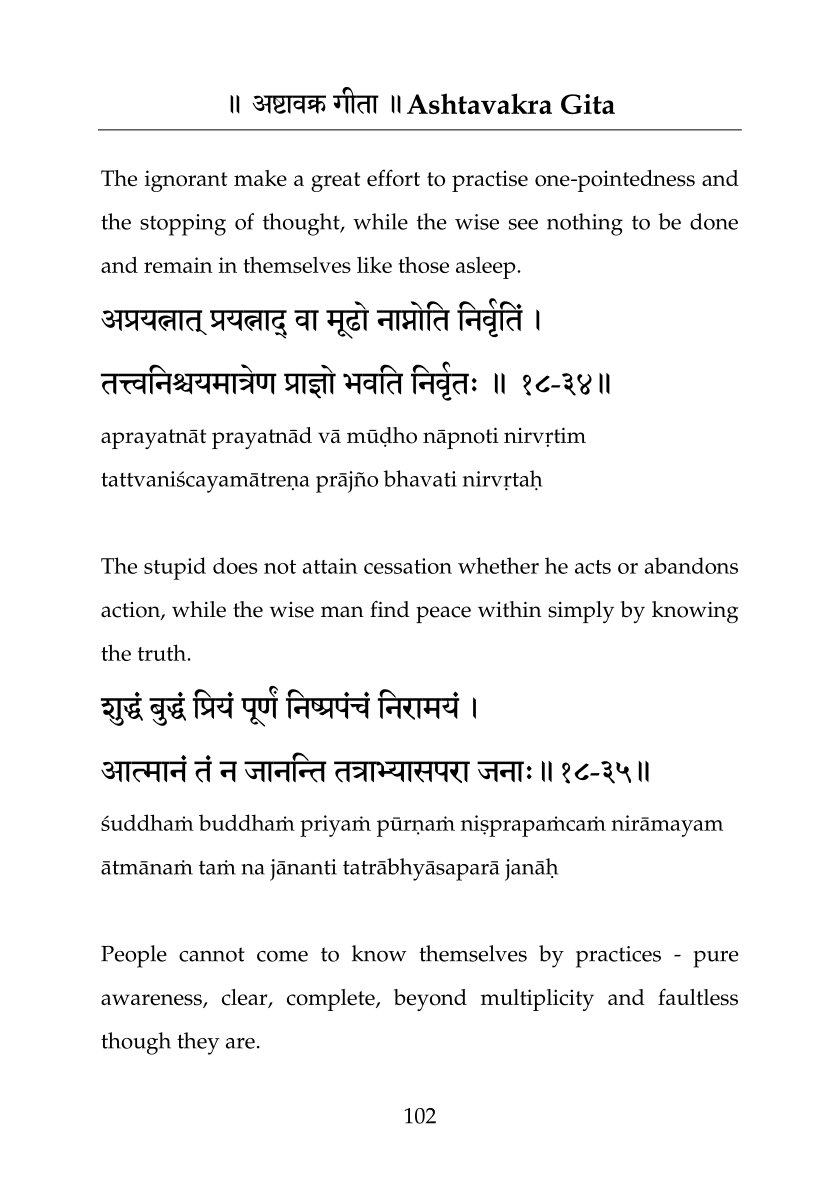 ॥ अष्टावक्र गीता ॥ Ashtavakra Gita
The ignorant make a great effort to practise one-pointedness and
the stopping of thought, while the wise see nothing to be done
and remain in themselves like those asleep.
अप्रयत्नात् प्रयत्नाद् वा मूढो नाप्नोति निर्वृतिं ।
तत्त्वनिश्चयमात्रेण प्राज्ञो भवति निर्वृतः ॥ १८-३४॥
aprayatnāt prayatnād vā mūḍho nāpnoti nirvṛtim
tattvaniścayamātreṇa prājño bhavati nirvṛtaḥ
The stupid does not attain cessation whether he acts or abandons
action, while the wise man find peace within simply by knowing
the truth.
शुद्धं बुद्धं प्रियं पूर्णं निष्प्रपंचं निरामयं ।
आत्मानं तं न जानन्ति तत्राभ्यासपरा जनाः॥ १८-३५॥
śuddhaṁ buddhaṁ priyaṁ pūrṇaṁ niṣprapaṁcaṁ nirāmayam
ātmānaṁ taṁ na jānanti tatrābhyāsaparā janāḥ
People cannot come to know themselves by practices - pure
awareness, clear, complete, beyond multiplicity and faultless
though they are.
102